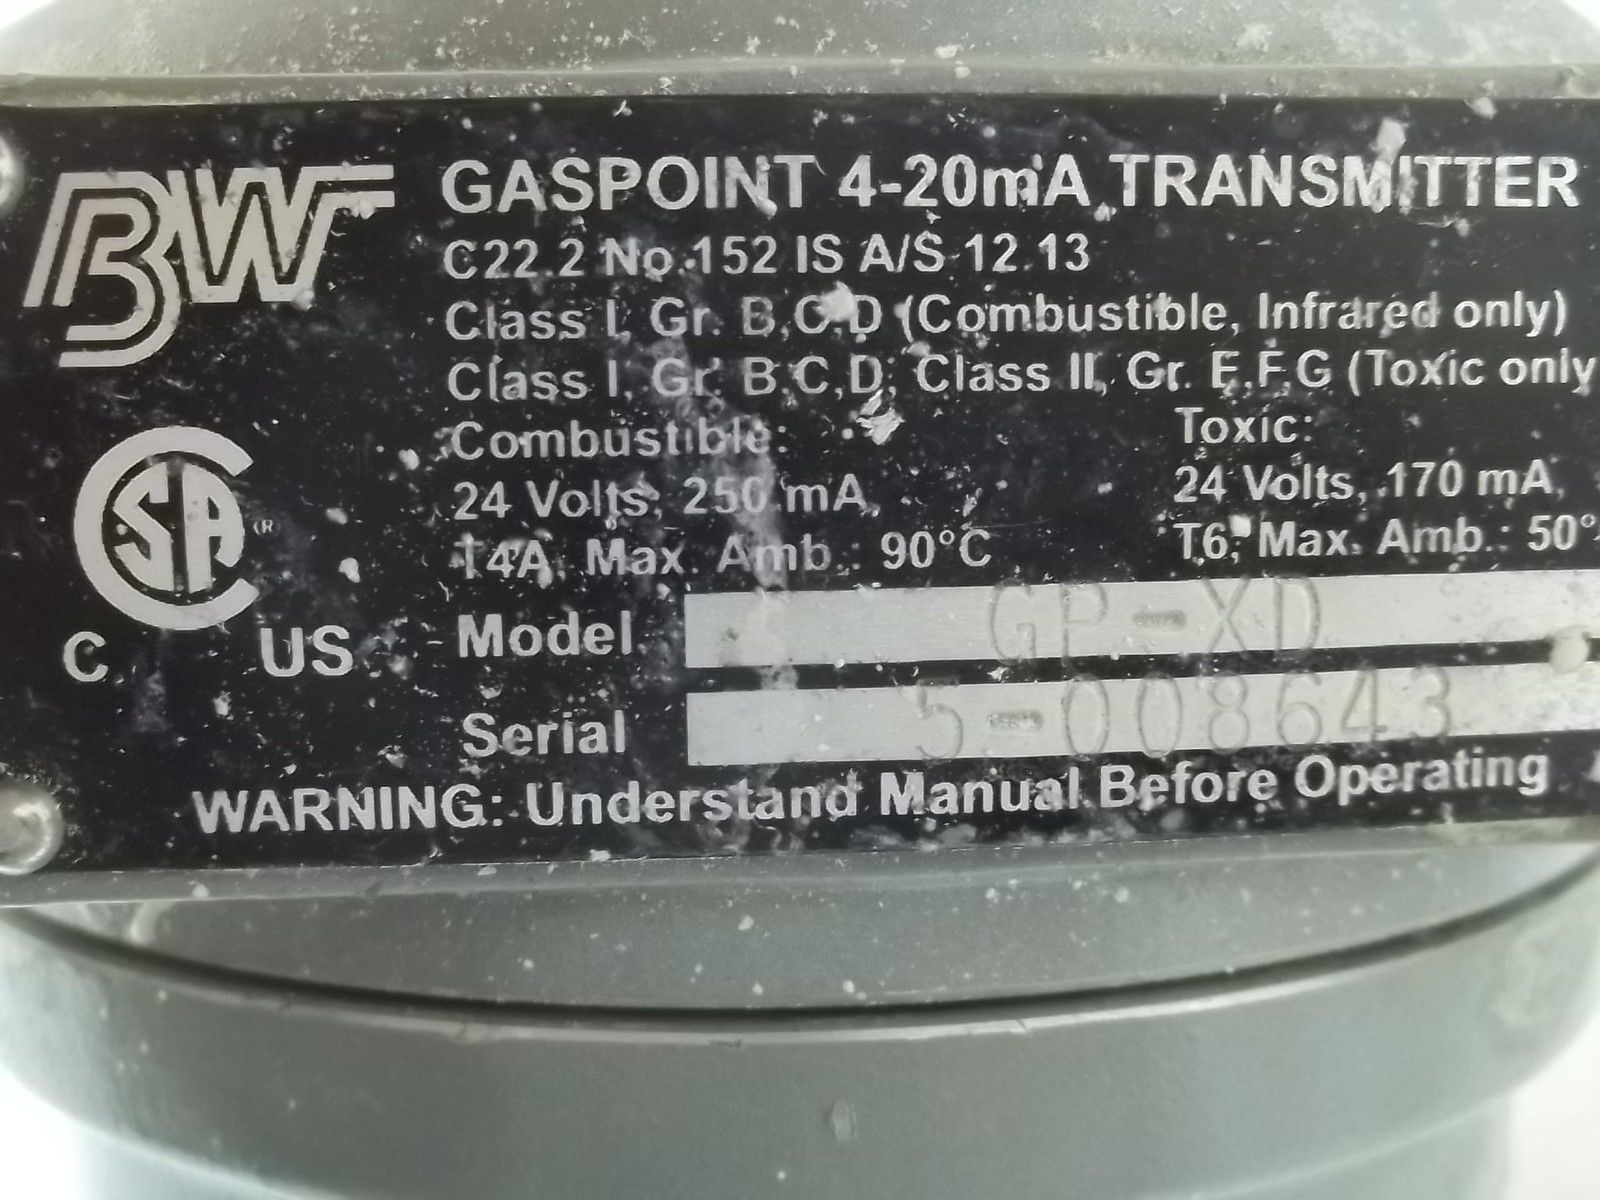 BW GASPOINT 4-20mA TRANSMITTER
C22.2 No.152 IS A/S 12.13
Class I, Gr. B,C,D (Combustible, Infrared only)
Class I, Gr. B,C,D, Class II, Gr. E,F,G (Toxic only
Combustible: Toxic:
24 Volts, 250 mA, 24 Volts, 170 mA,
T4A, Max. Amb.: 90°C T6, Max. Amb.: 50°
CSA (R)
C US
Model GP-XD
Serial 5-008643
WARNING: Understand Manual Before Operating